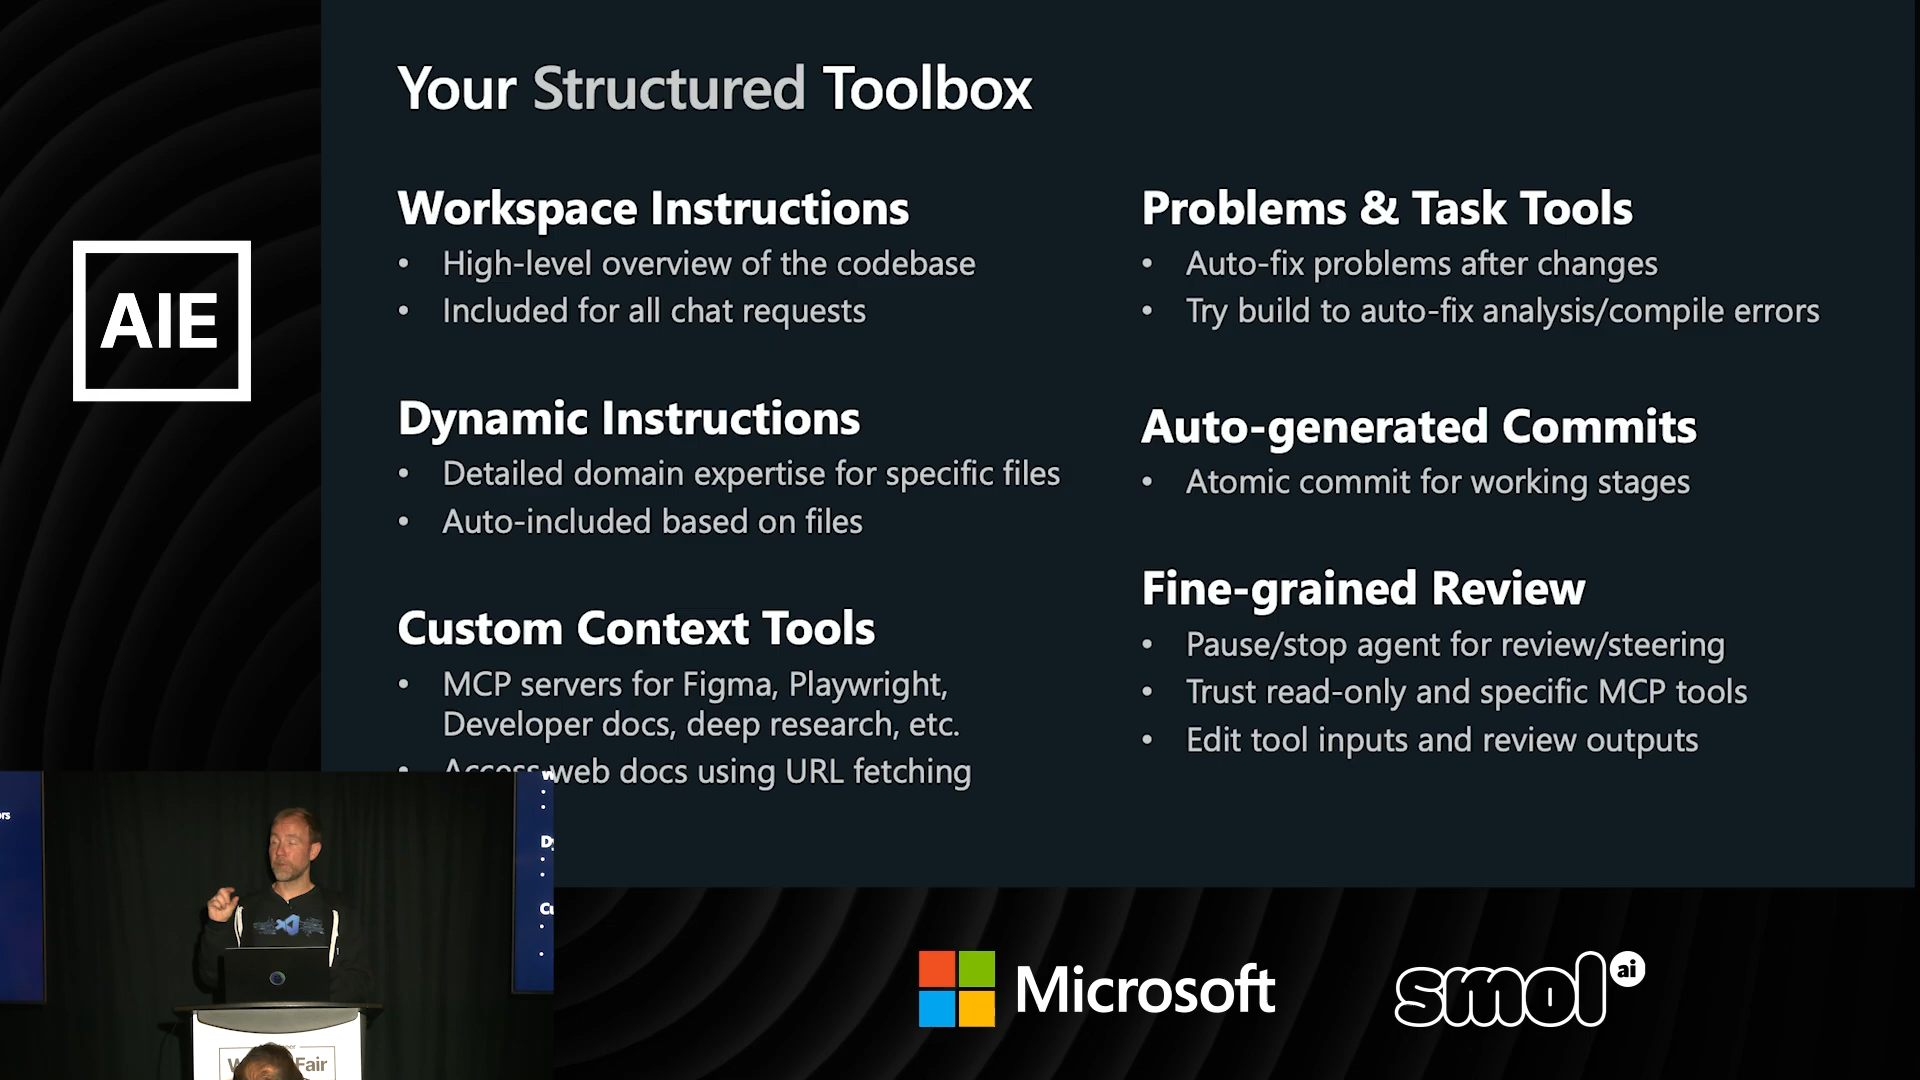 Your Structured Toolbox
Workspace Instructions
• High-level overview of the codebase
• Included for all chat requests
Dynamic Instructions
• Detailed domain expertise for specific files
• Auto-included based on files
Custom Context Tools
• MCP servers for Figma, Playwright,
Developer docs, deep research, etc.
• Access web docs using URL fetching
Problems & Task Tools
• Auto-fix problems after changes
• Try build to auto-fix analysis/compile errors
Auto-generated Commits
• Atomic commit for working stages
Fine-grained Review
• Pause/stop agent for review/steering
• Trust read-only and specific MCP tools
• Edit tool inputs and review outputs
AIE
Fair
Microsoft
smol ai